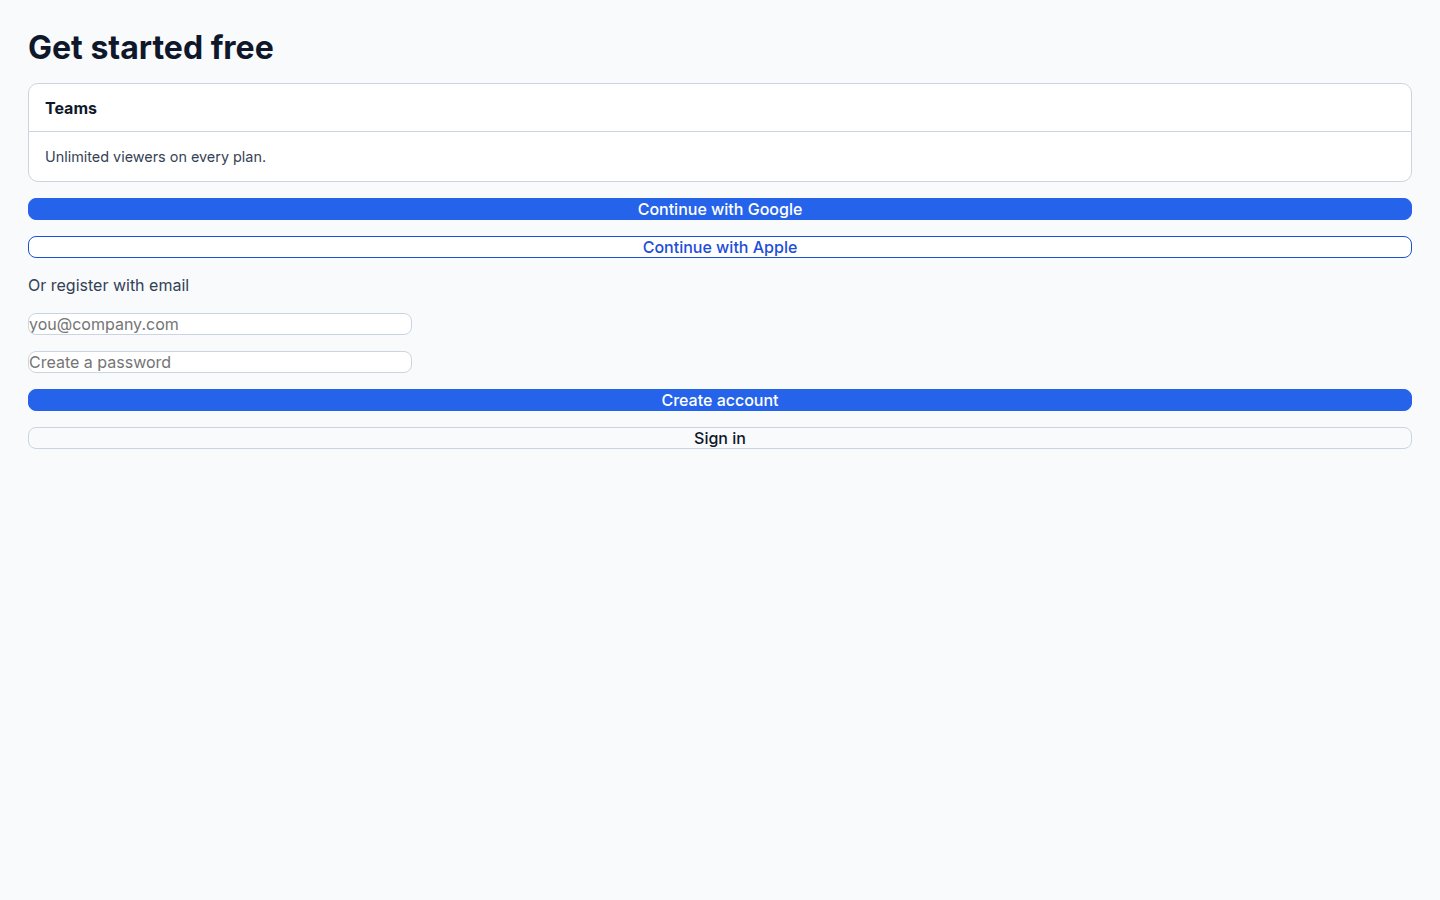 Get started free
Teams
Unlimited viewers on every plan.
Continue with Google
Continue with Apple
Or register with email
you@company.com
Create a password
Create account
Sign in